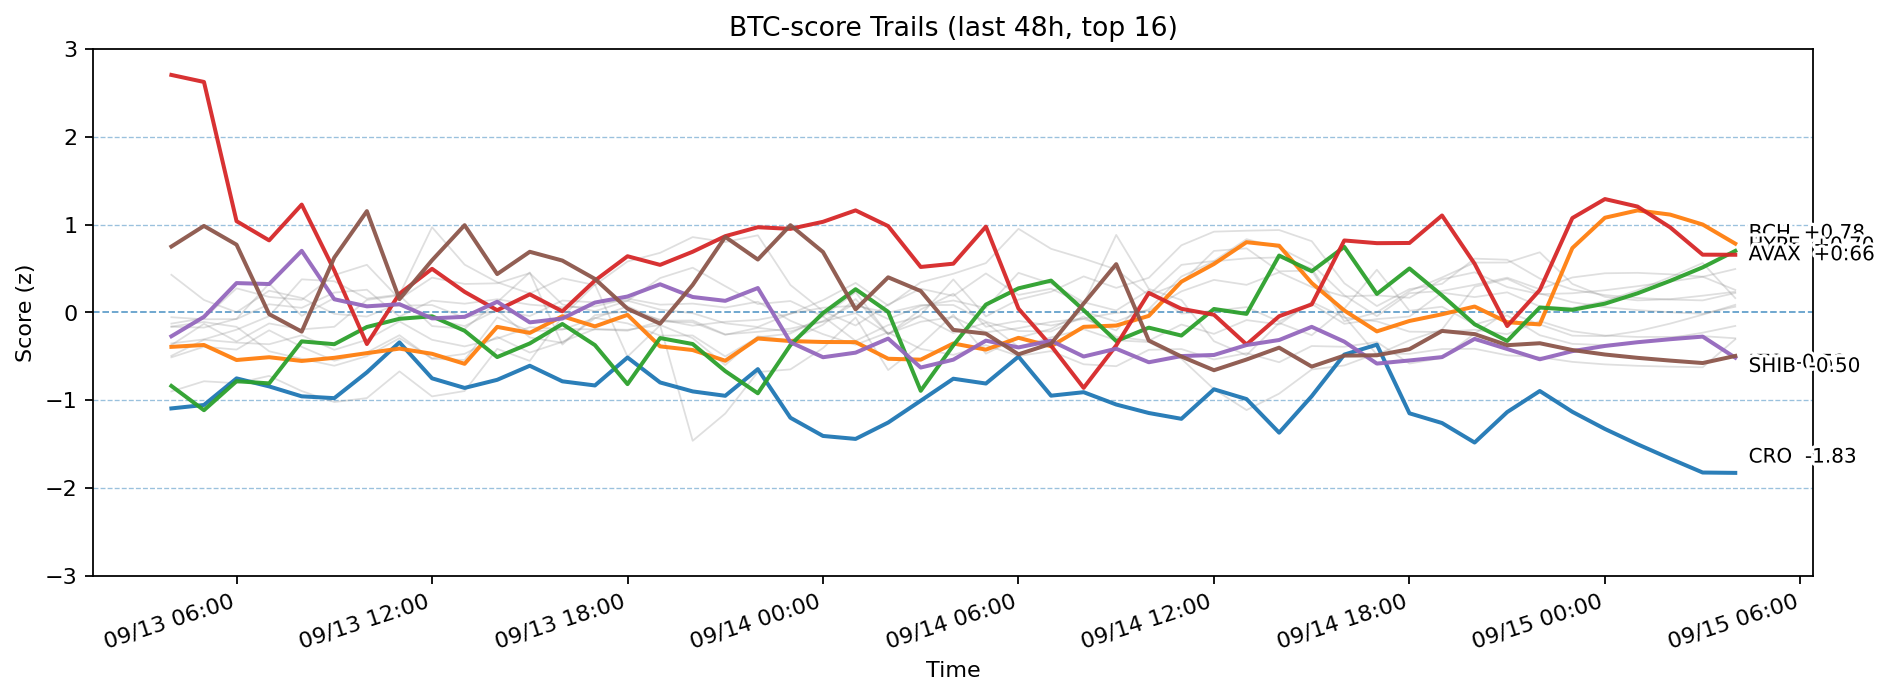 BTC-score Trails (last 48h, top 16)
Score (z)
3
2
1
0
−1
−2
−3
BCH +0.78
AVAX +0.66
SHIB -0.50
CRO -1.83
09/13 06:00
09/13 12:00
09/13 18:00
09/14 00:00
09/14 06:00
09/14 12:00
09/14 18:00
09/15 00:00
09/15 06:00
Time